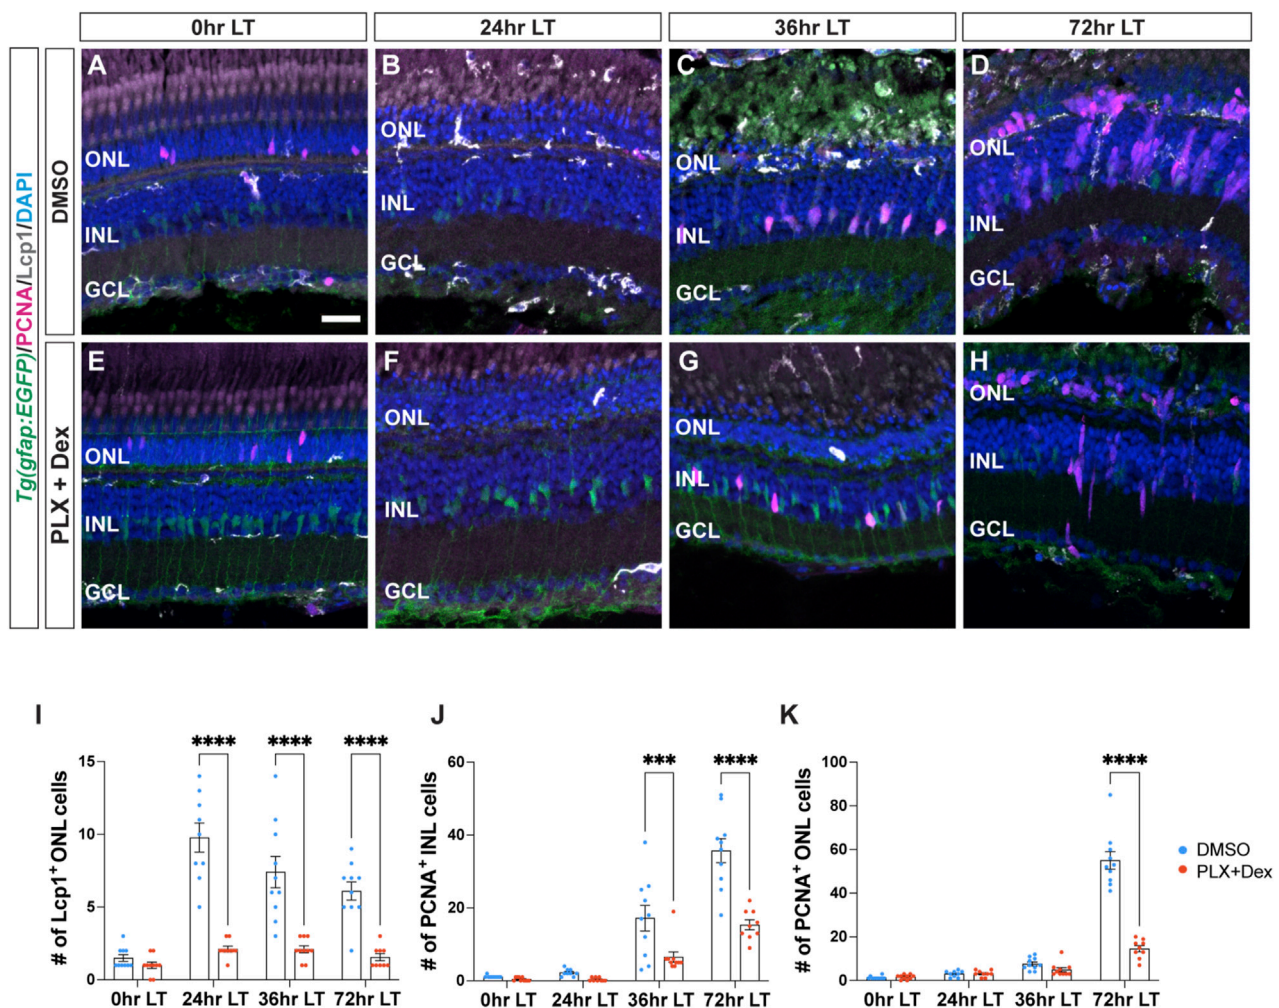 0hr LT 24hr LT 36hr LT 72hr LT
Tg(gfap:EGFP)/PCNA/Lcp1/DAPI
DMSO
A B C D
ONL ONL ONL ONL
INL INL INL INL
GCL GCL GCL GCL
PLX + Dex
E F G H
ONL ONL ONL ONL
INL INL INL INL
GCL GCL GCL
I J K
# of Lcp1+ ONL cells
15
10
5
0
**** **** ****
0hr LT 24hr LT 36hr LT 72hr LT
# of PCNA+ INL cells
60
40
20
0
*** ****
0hr LT 24hr LT 36hr LT 72hr LT
# of PCNA+ ONL cells
100
80
60
40
20
0
****
0hr LT 24hr LT 36hr LT 72hr LT
DMSO
PLX+Dex